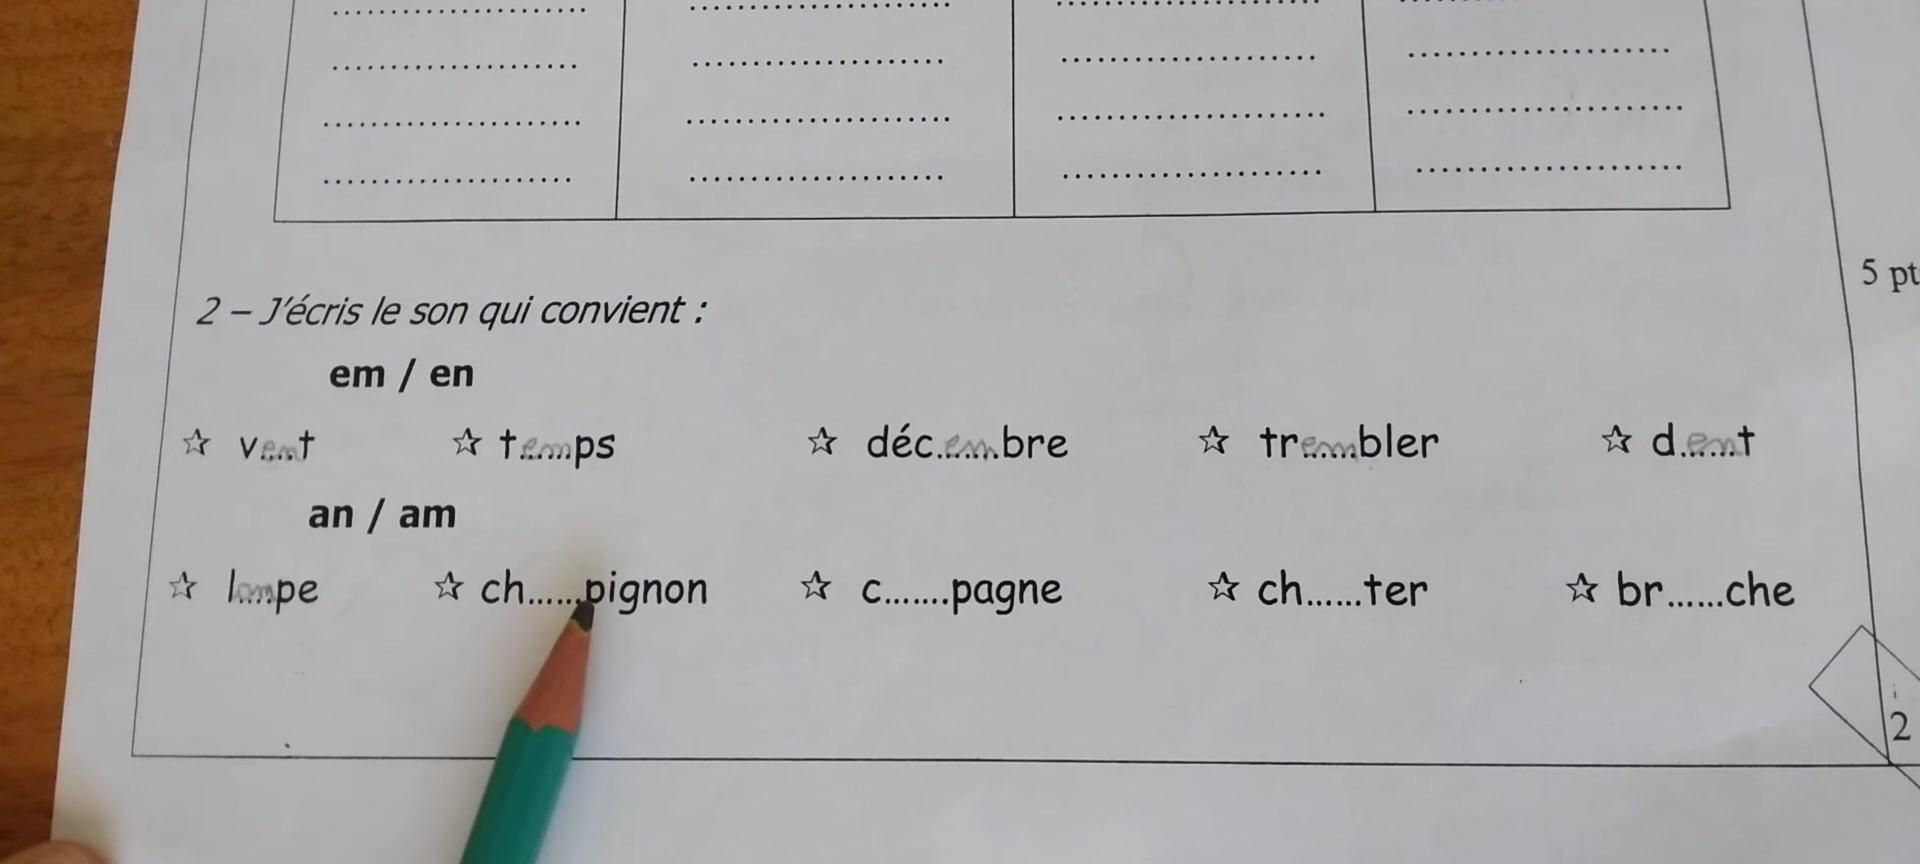 2 – J'écris le son qui convient :
5 pt
em / en
☆ vent ☆ temps ☆ décembre ☆ trembler ☆ dent
an / am
☆ lampe ☆ ch......pignon ☆ c.......pagne ☆ ch......ter ☆ br......che
2